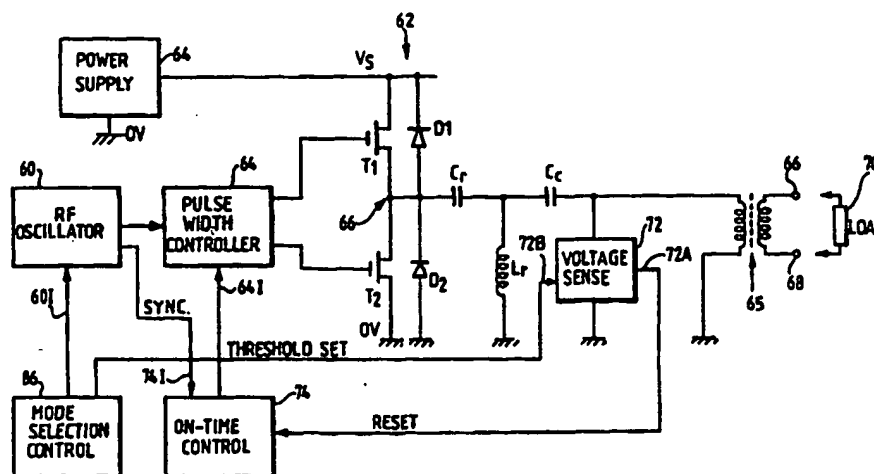 62
64
POWER
SUPPLY
0V
VS
D1
T1
60
RF
OSCILLATOR
64
PULSE
WIDTH
CONTROLLER
66
Cr
Cc
72B
72
72A
VOLTAGE
SENSE
Lr
66
70
LOA
68
65
T2
D2
0V
60I
SYNC.
64I
THRESHOLD SET
74I
86
MODE
SELECTION
CONTROL
74
ON-TIME
CONTROL
RESET